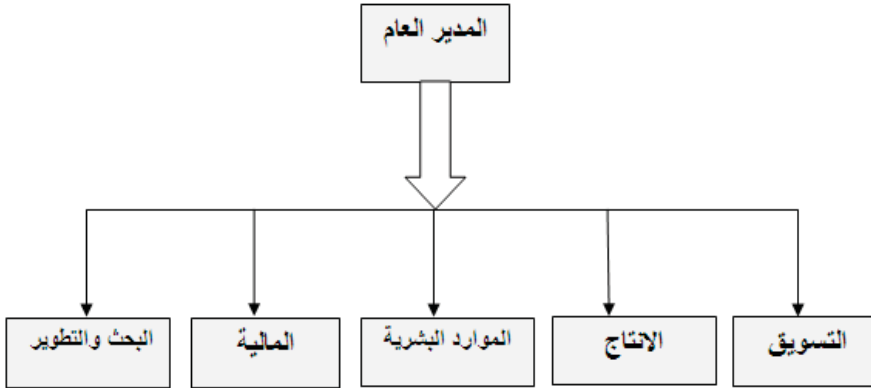 المدير العام
التسويق
الانتاج
الموارد البشرية
المالية
البحث والتطوير